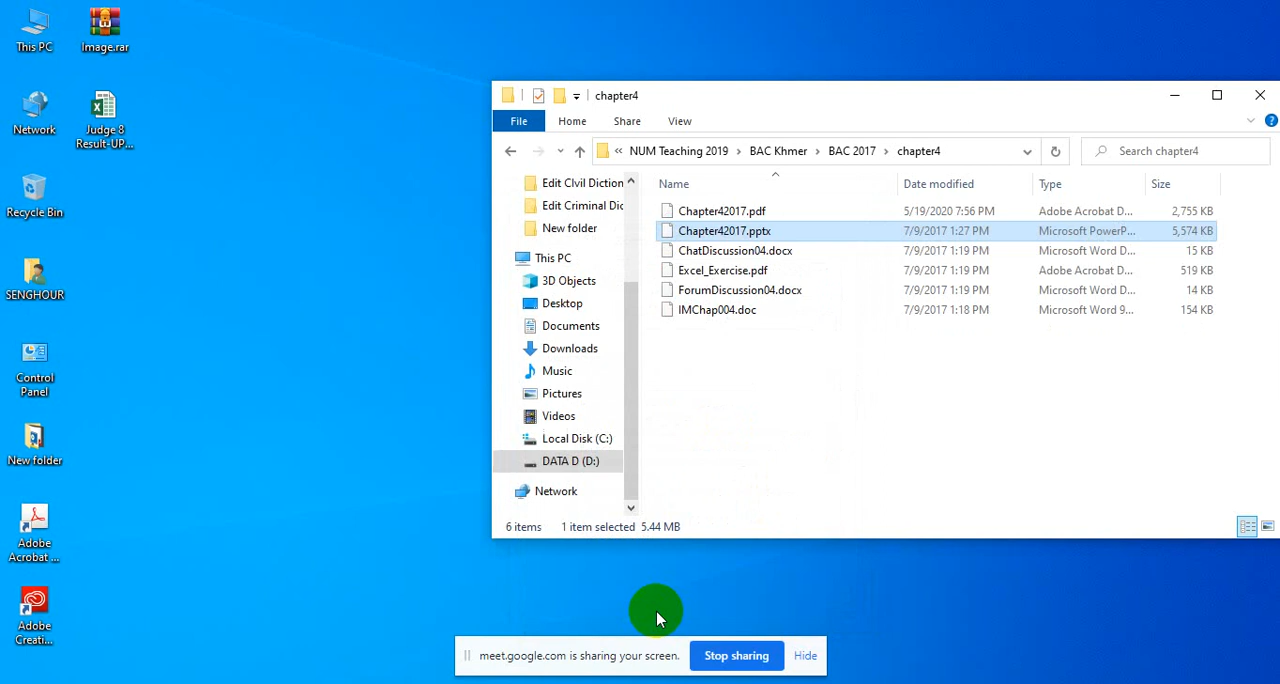 This PC
Image.rar
Network
Judge 8
Result-UP...
Recycle Bin
SENGHOUR
Control
Panel
New folder
Adobe
Acrobat ...
Adobe
Creati...
chapter4
File Home Share View
« NUM Teaching 2019 > BAC Khmer > BAC 2017 > chapter4
Search chapter4
Edit CIvil Diction
Edit Criminal Dic
New folder
This PC
3D Objects
Desktop
Documents
Downloads
Music
Pictures
Videos
Local Disk (C:)
DATA D (D:)
Network
Name Date modified Type Size
Chapter42017.pdf 5/19/2020 7:56 PM Adobe Acrobat D... 2,755 KB
Chapter42017.pptx 7/9/2017 1:27 PM Microsoft PowerP... 5,574 KB
ChatDiscussion04.docx 7/9/2017 1:19 PM Microsoft Word D... 15 KB
Excel_Exercise.pdf 7/9/2017 1:19 PM Adobe Acrobat D... 519 KB
ForumDiscussion04.docx 7/9/2017 1:19 PM Microsoft Word D... 14 KB
IMChap004.doc 7/9/2017 1:18 PM Microsoft Word 9... 154 KB
6 items 1 item selected 5.44 MB
meet.google.com is sharing your screen. Stop sharing Hide